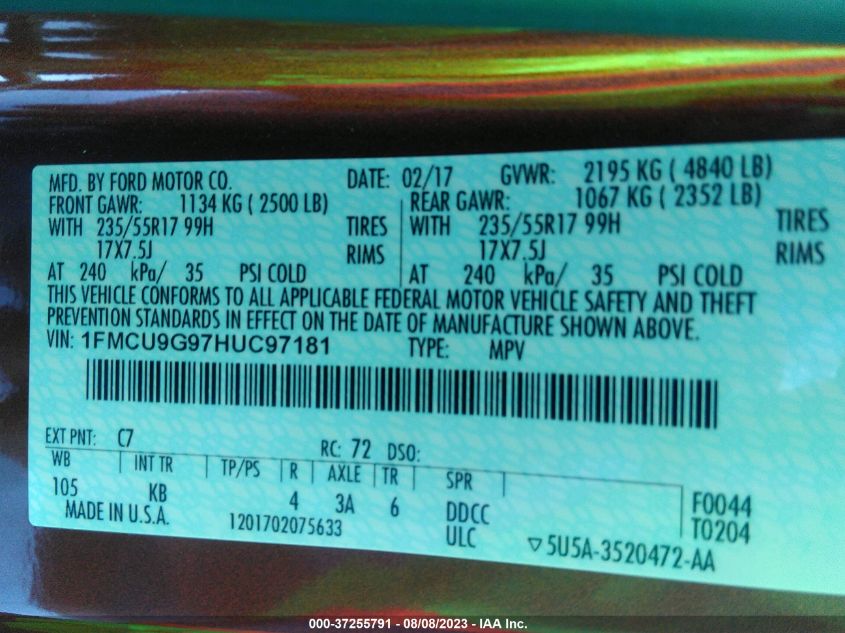 MFD. BY FORD MOTOR CO. DATE: 02/17 GVWR: 2195 KG ( 4840 LB)
FRONT GAWR: 1134 KG ( 2500 LB) REAR GAWR: 1067 KG ( 2352 LB)
WITH 235/55R17 99H TIRES WITH 235/55R17 99H TIRES
17X7.5J RIMS 17X7.5J RIMS
AT 240 kPa/ 35 PSI COLD AT 240 kPa/ 35 PSI COLD
THIS VEHICLE CONFORMS TO ALL APPLICABLE FEDERAL MOTOR VEHICLE SAFETY AND THEFT
PREVENTION STANDARDS IN EFFECT ON THE DATE OF MANUFACTURE SHOWN ABOVE.
VIN: 1FMCU9G97HUC97181 TYPE: MPV
EXT PNT: C7 RC: 72 DSO:
WB INT TR TP/PS R AXLE TR SPR
105 KB 4 3A 6 DDCC F0044
MADE IN U.S.A. 1201702075633 ULC T0204
▽5U5A-3520472-AA
000-37255791 - 08/08/2023 - IAA Inc.